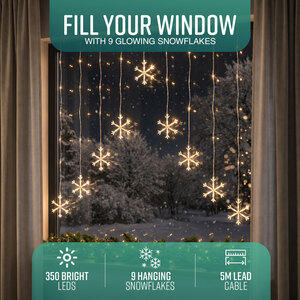 FILL YOUR WINDOW
WITH 9 GLOWING SNOWFLAKES
350 BRIGHT
LEDS
9 HANGING
SNOWFLAKES
5M LEAD
CABLE